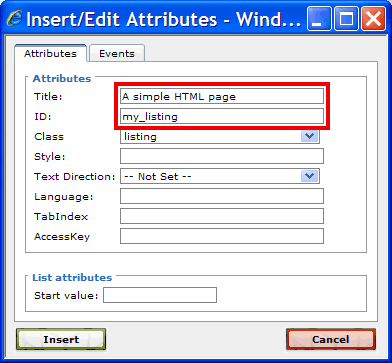 Insert/Edit Attributes - Wind...
Attributes Events
Attributes
Title: A simple HTML page
ID: my_listing
Class listing
Style:
Text Direction: -- Not Set --
Language:
TabIndex
AccessKey
List attributes
Start value:
Insert Cancel